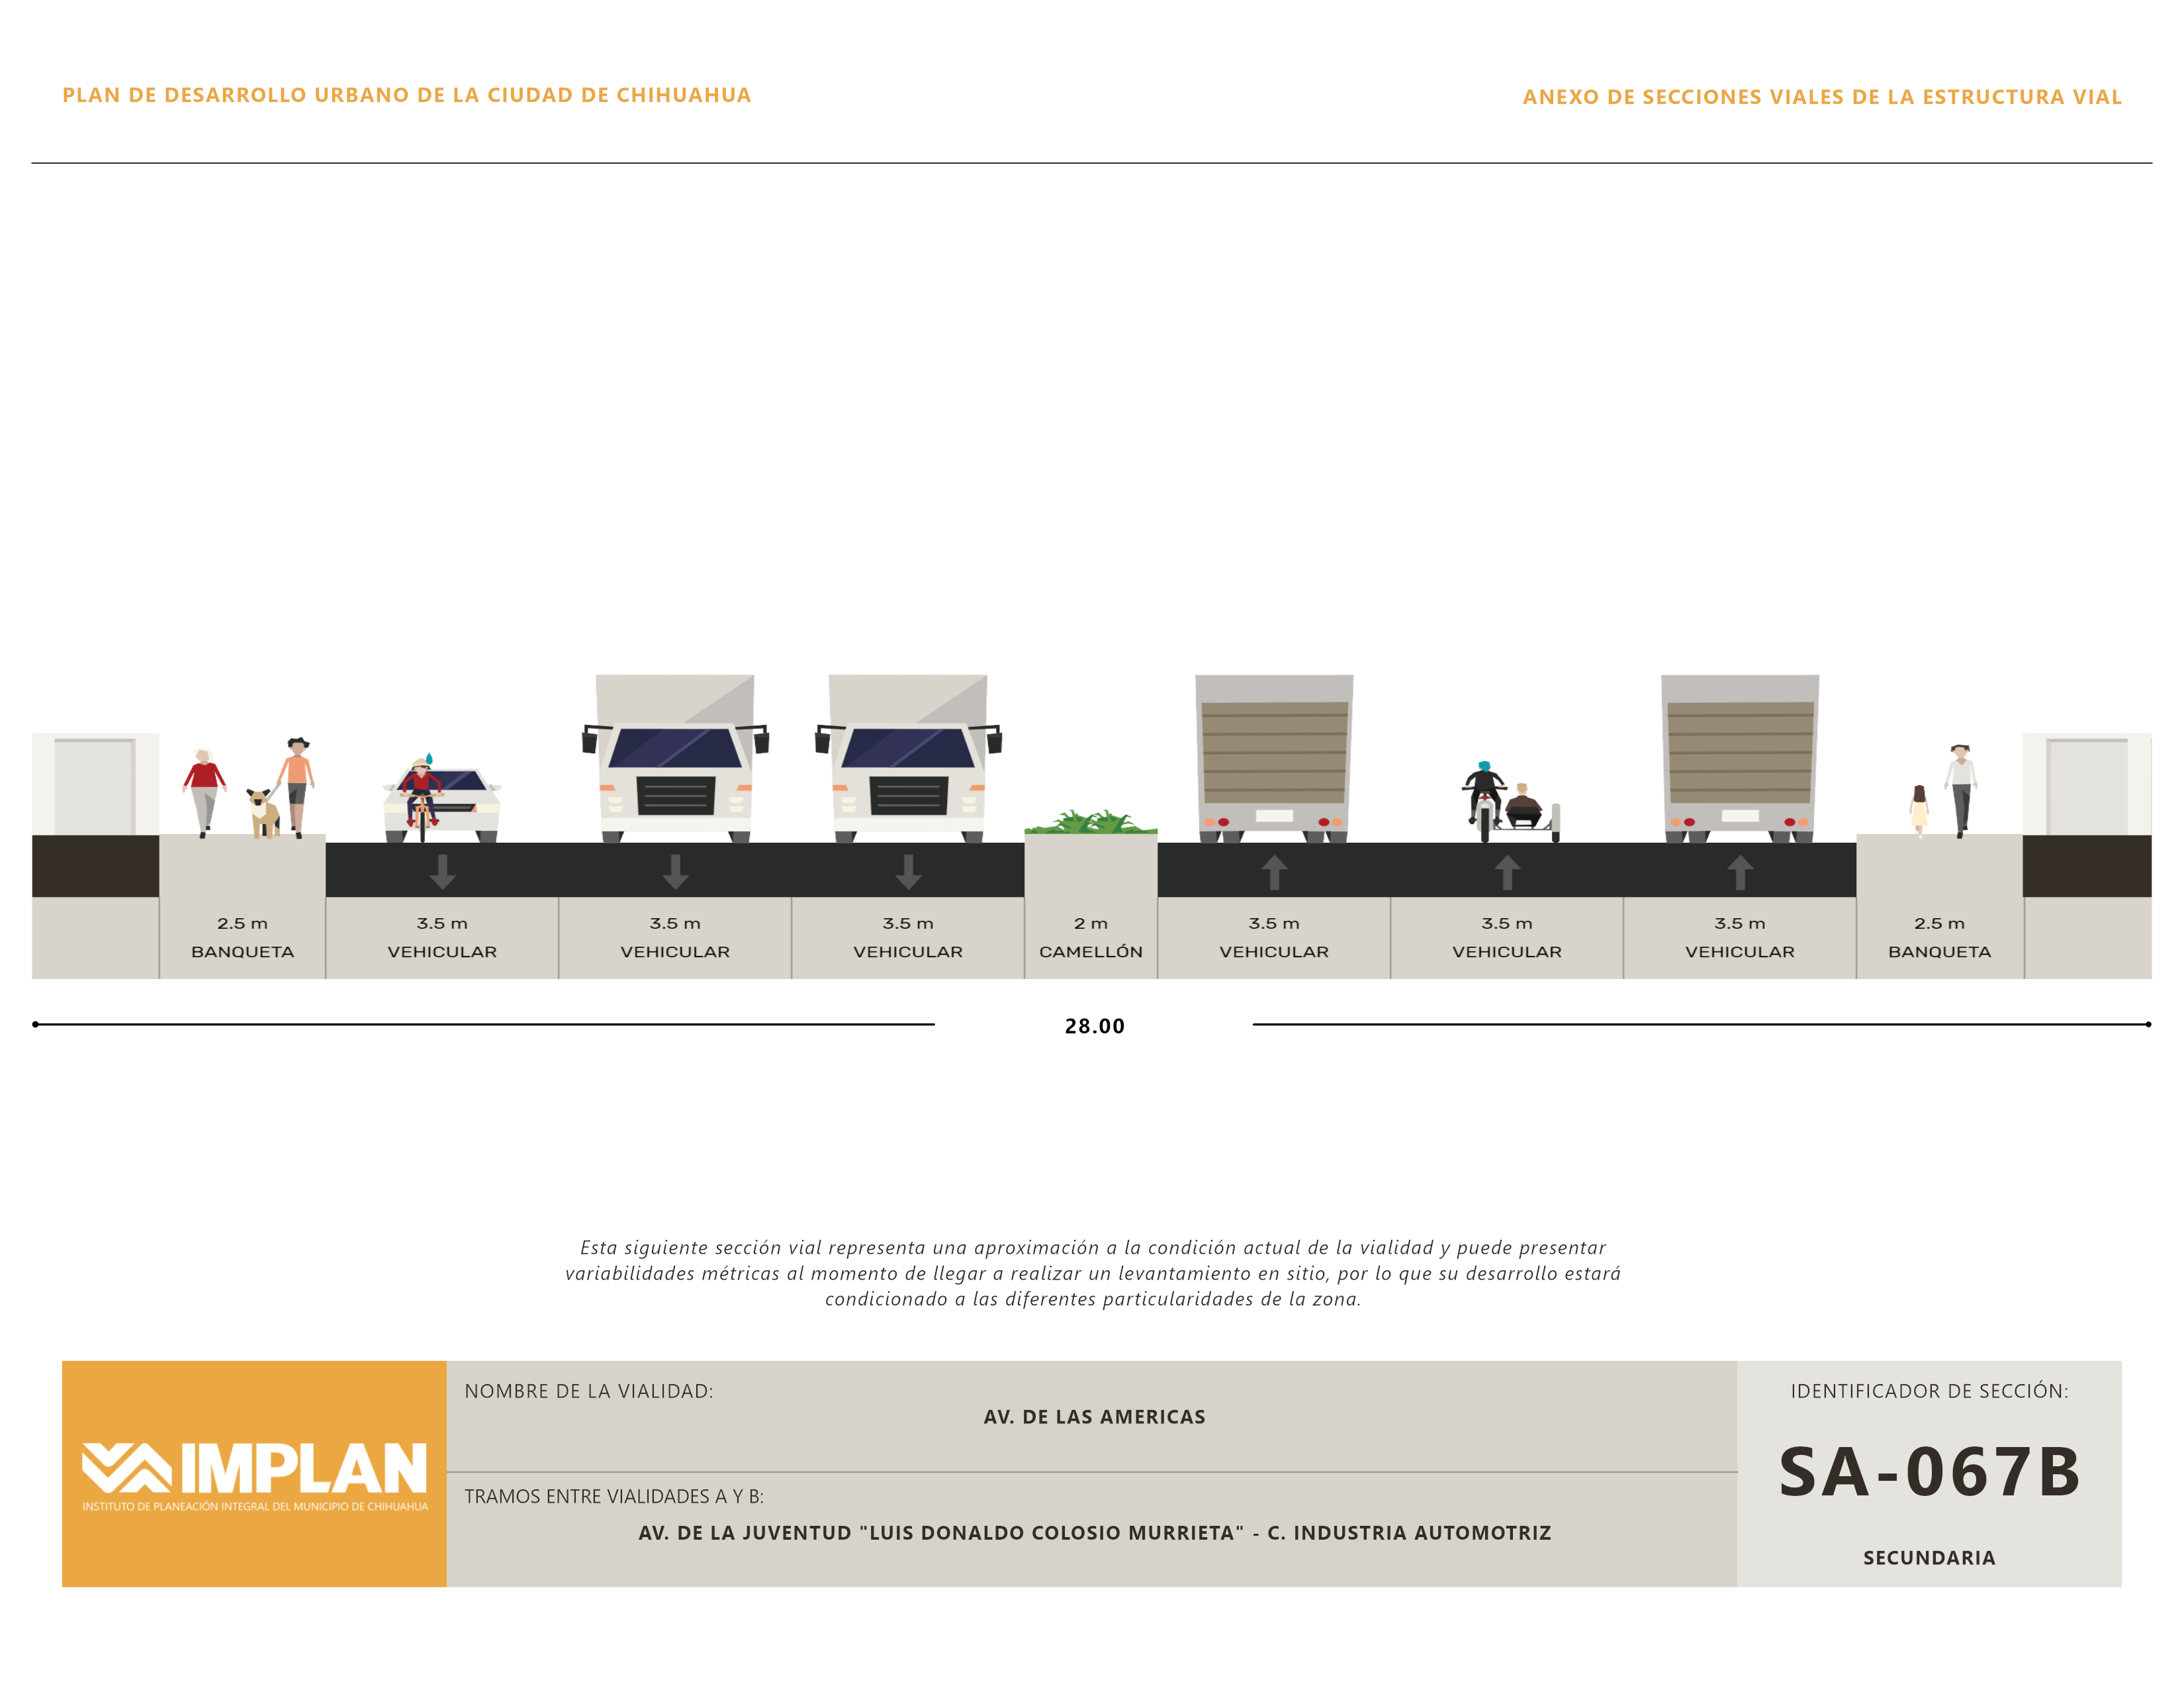 PLAN DE DESARROLLO URBANO DE LA CIUDAD DE CHIHUAHUA
ANEXO DE SECCIONES VIALES DE LA ESTRUCTURA VIAL
2.5 m
BANQUETA
3.5 m
VEHICULAR
3.5 m
VEHICULAR
3.5 m
VEHICULAR
2 m
CAMELLÓN
3.5 m
VEHICULAR
3.5 m
VEHICULAR
3.5 m
VEHICULAR
2.5 m
BANQUETA
28.00
Esta siguiente sección vial representa una aproximación a la condición actual de la vialidad y puede presentar
variabilidades métricas al momento de llegar a realizar un levantamiento en sitio, por lo que su desarrollo estará
condicionado a las diferentes particularidades de la zona.
IMPLAN
INSTITUTO DE PLANEACIÓN INTEGRAL DEL MUNICIPIO DE CHIHUAHUA
NOMBRE DE LA VIALIDAD:
AV. DE LAS AMERICAS
TRAMOS ENTRE VIALIDADES A Y B:
AV. DE LA JUVENTUD "LUIS DONALDO COLOSIO MURRIETA" - C. INDUSTRIA AUTOMOTRIZ
IDENTIFICADOR DE SECCIÓN:
SA-067B
SECUNDARIA